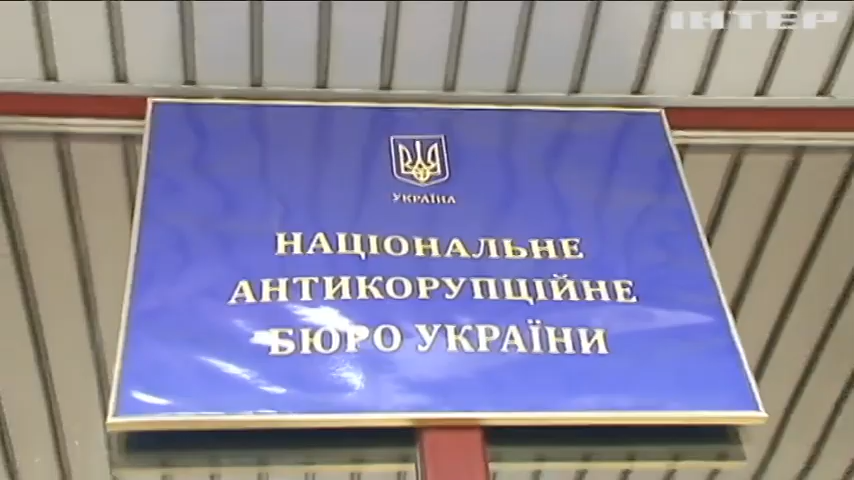 ІНТЕР
УКРАЇНА
НАЦІОНАЛЬНЕ
АНТИКОРУПЦІЙНЕ
БЮРО УКРАЇНИ